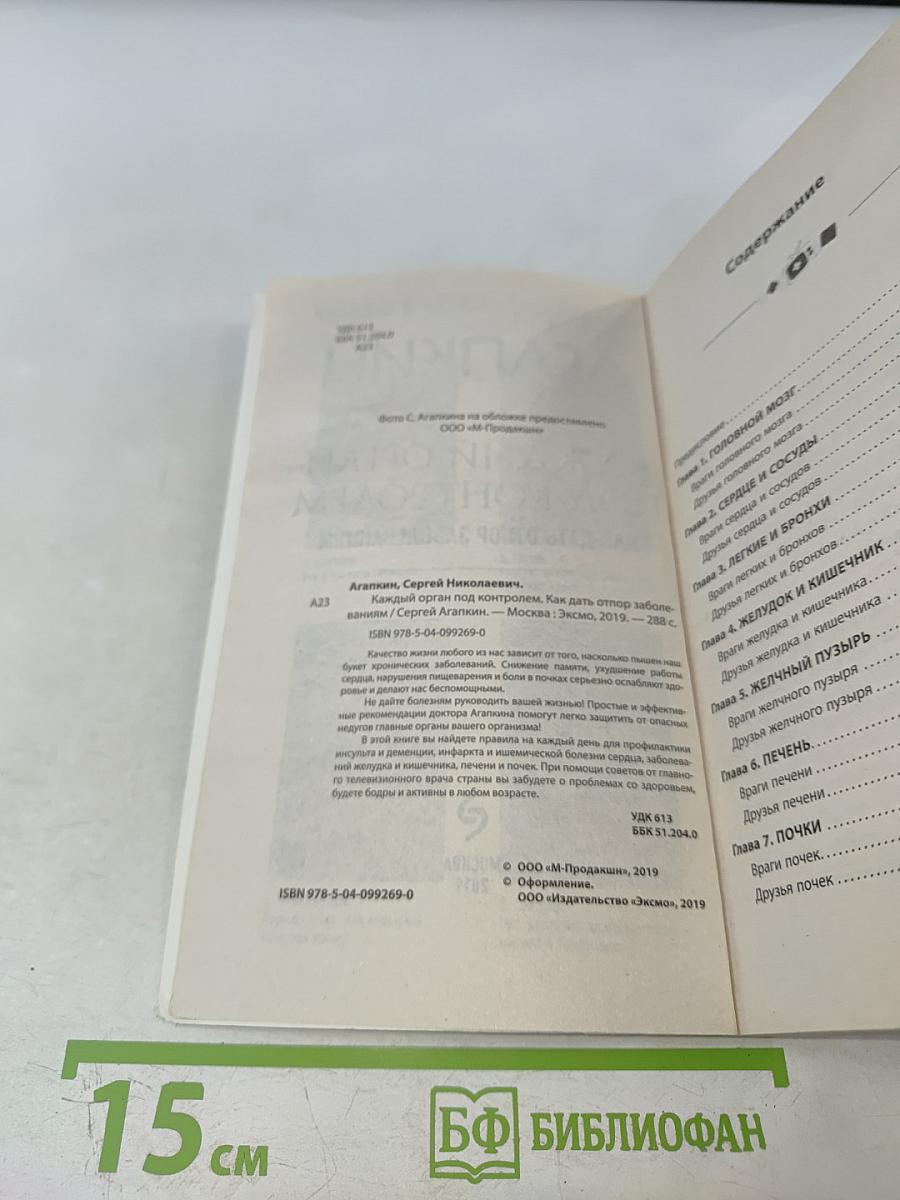 УДК 613
ББК 51.204.0
А23
Фото С. Агапкина на обложке предоставлено
ООО «М-Продакшн»
Агапкин, Сергей Николаевич.
А23 Каждый орган под контролем. Как дать отпор заболе-
ваниям / Сергей Агапкин. — Москва : Эксмо, 2019. — 288 с.
ISBN 978-5-04-099269-0
Качество жизни любого из нас зависит от того, насколько пышен наш
букет хронических заболеваний. Снижение памяти, ухудшение работы
сердца, нарушения пищеварения и боли в почках серьезно ослабляют здо-
ровье и делают нас беспомощными.
Не дайте болезням руководить вашей жизнью! Простые и эффектив-
ные рекомендации доктора Агапкина помогут легко защитить от опасных
недугов главные органы вашего организма!
В этой книге вы найдете правила на каждый день для профилактики
инсульта и деменции, инфаркта и ишемической болезни сердца, заболева-
ний желудка и кишечника, печени и почек. При помощи советов от главно-
го телевизионного врача страны вы забудете о проблемах со здоровьем,
будете бодры и активны в любом возрасте.
УДК 613
ББК 51.204.0
© ООО «М-Продакшн», 2019
© Оформление.
ООО «Издательство «Эксмо», 2019
ISBN 978-5-04-099269-0
Содержание
Предисловие
Глава 1. ГОЛОВНОЙ МОЗГ
Враги головного мозга
Друзья головного мозга
Глава 2. СЕРДЦЕ И СОСУДЫ
Враги сердца и сосудов
Друзья сердца и сосудов
Глава 3. ЛЕГКИЕ И БРОНХИ
Враги легких и бронхов
Друзья легких и бронхов
Глава 4. ЖЕЛУДОК И КИШЕЧНИК
Враги желудка и кишечника
Друзья желудка и кишечника
Глава 5. ЖЕЛЧНЫЙ ПУЗЫРЬ
Враги желчного пузыря
Друзья желчного пузыря
Глава 6. ПЕЧЕНЬ
Враги печени
Друзья печени
Глава 7. ПОЧКИ
Враги почек
Друзья почек
15 см
БФ БИБЛИОФАН